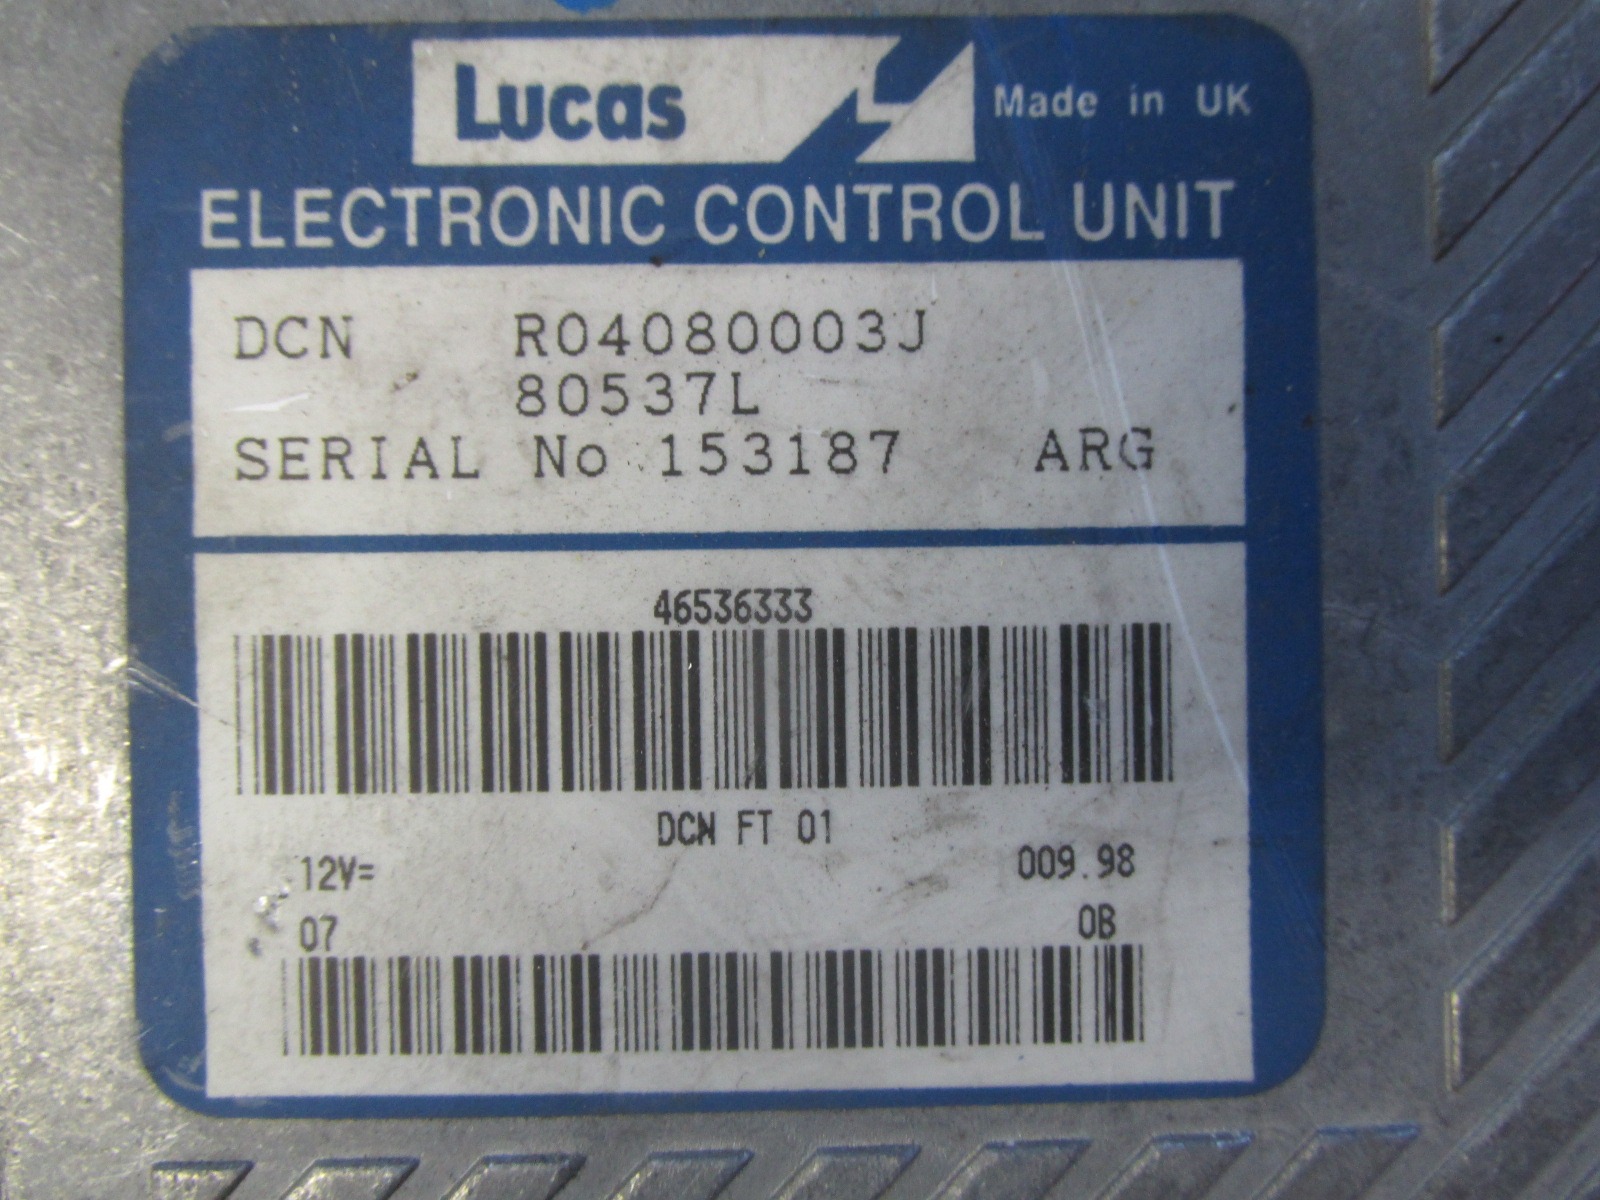 Lucas Made in UK
ELECTRONIC CONTROL UNIT
DCN R04080003J
80537L
SERIAL No 153187 ARG
46536333
DCN FT 01
12V= 009.98
07 0B